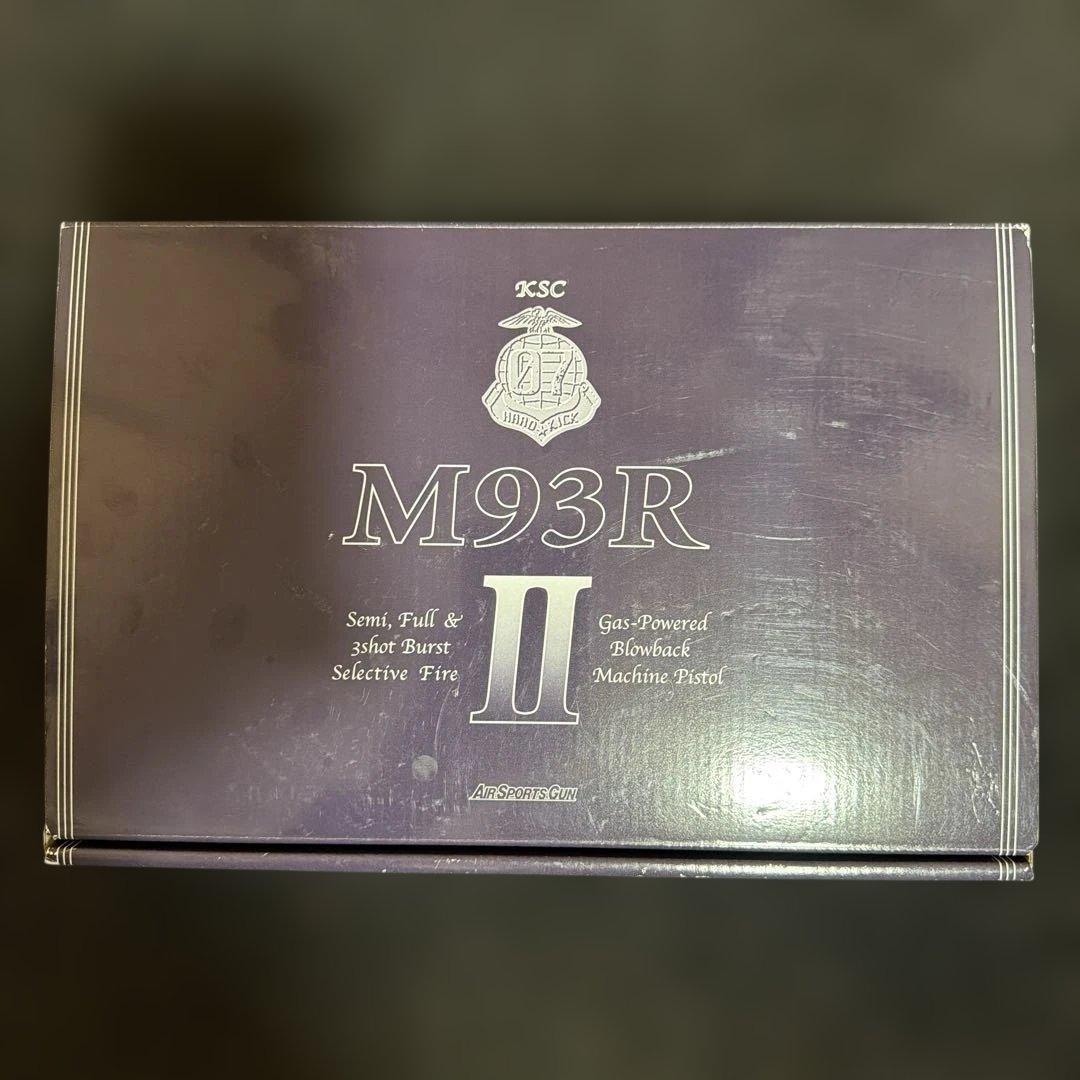 KSC
07
HARD★KICK
M93R
II
Semi, Full &
3shot Burst
Selective Fire
Gas-Powered
Blowback
Machine Pistol
AIR SPORTS GUN